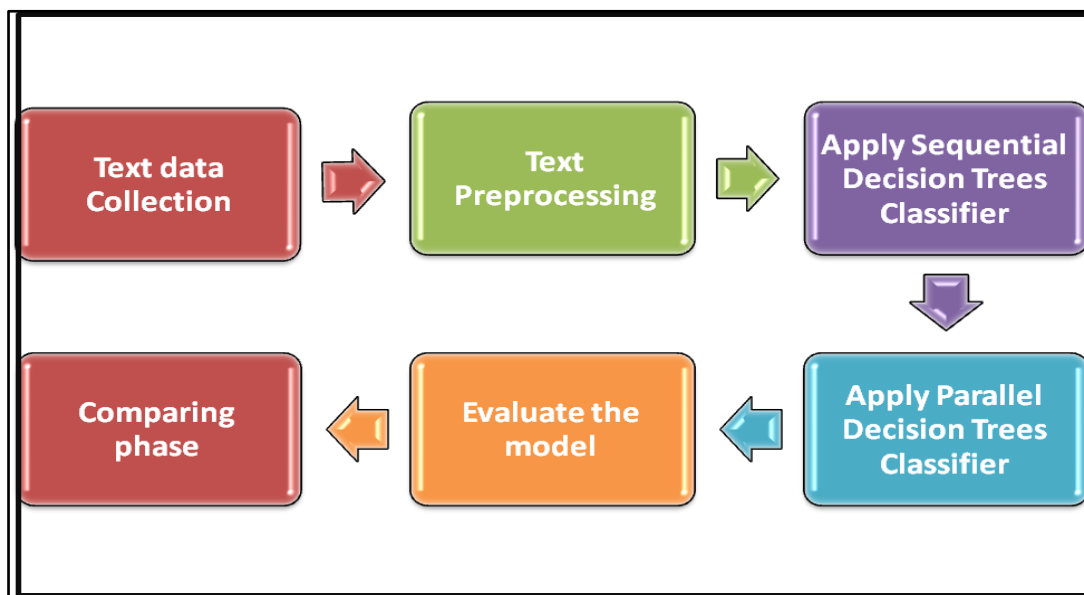 Text data
Collection
Text
Preprocessing
Apply Sequential
Decision Trees
Classifier
Apply Parallel
Decision Trees
Classifier
Evaluate the
model
Comparing
phase